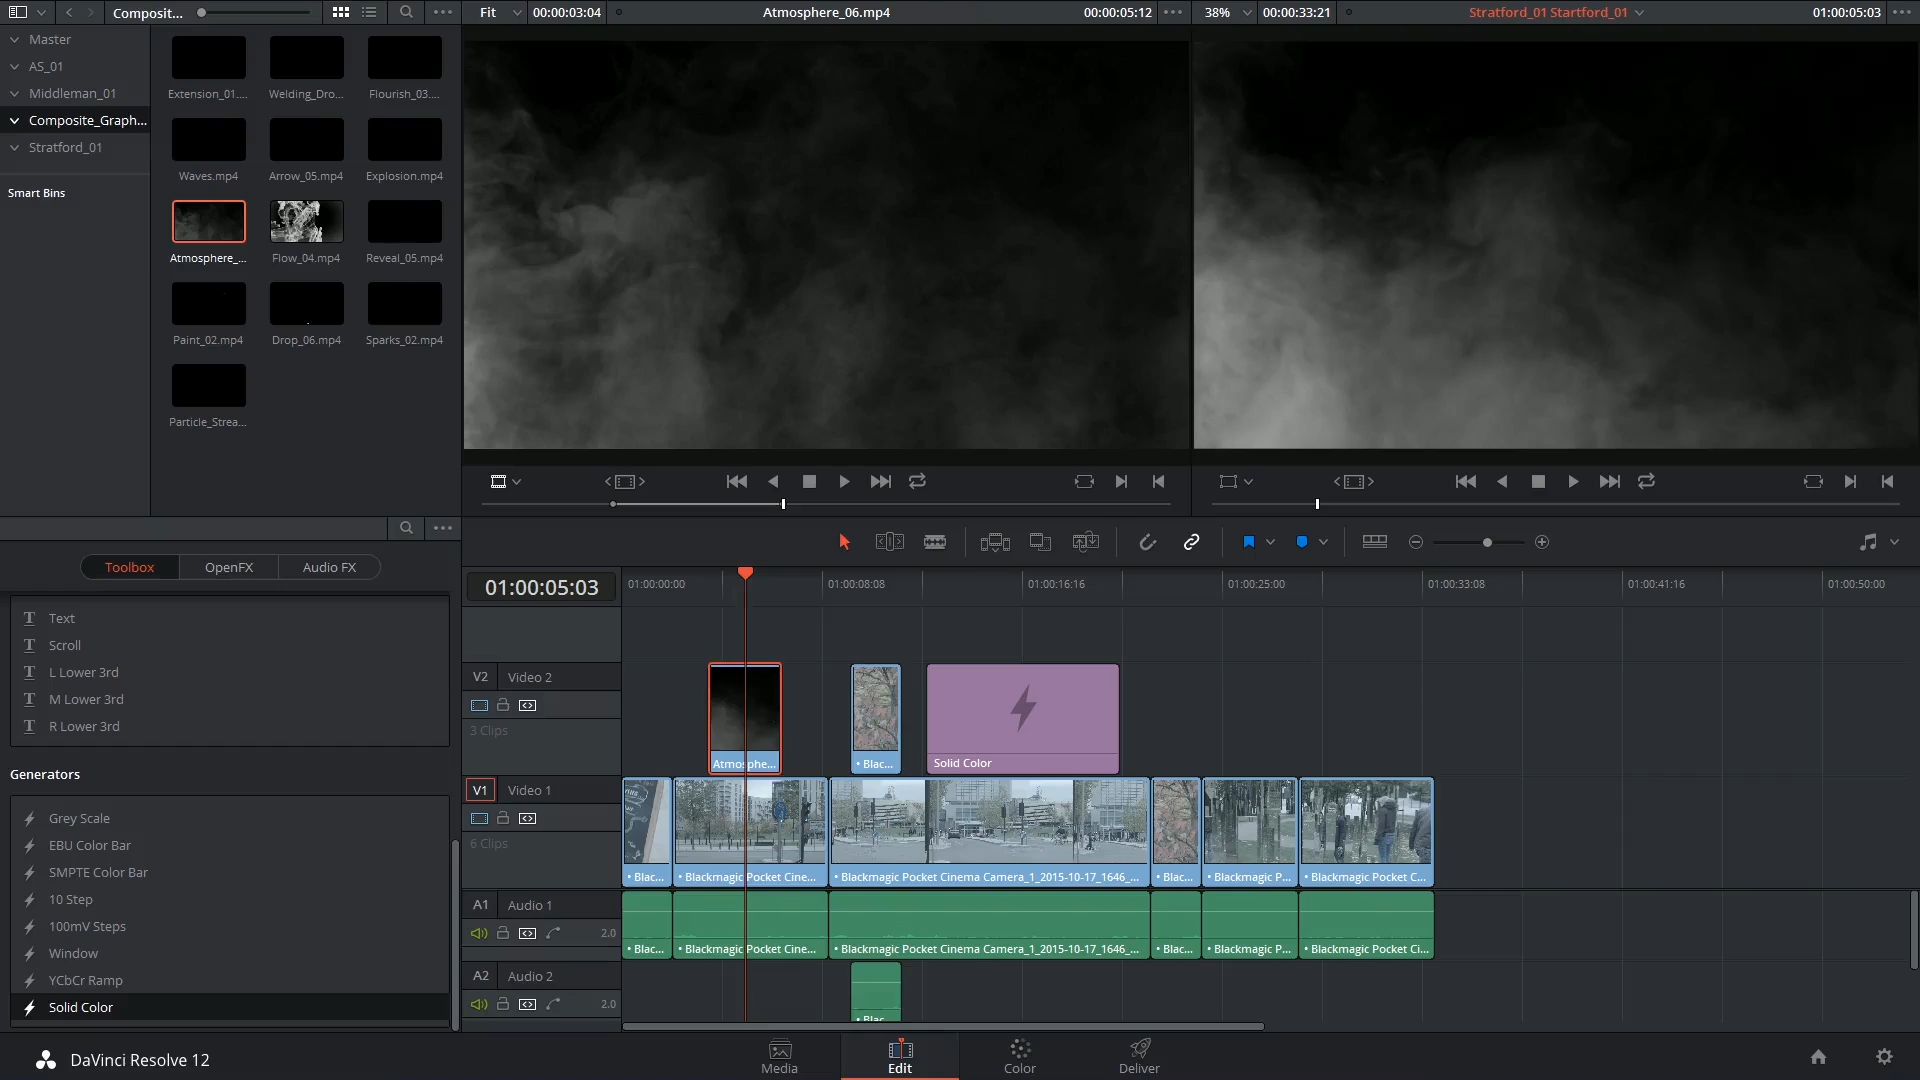 Composit...
Fit
00:00:03:04
Atmosphere_06.mp4
00:00:05:12
38%
00:00:33:21
Stratford_01 Startford_01
01:00:05:03
Master
AS_01
Middleman_01
Composite_Graph...
Stratford_01
Smart Bins
Extension_01....
Welding_Dro...
Flourish_03....
Waves.mp4
Arrow_05.mp4
Explosion.mp4
Atmosphere_...
Flow_04.mp4
Reveal_05.mp4
Paint_02.mp4
Drop_06.mp4
Sparks_02.mp4
Particle_Strea...
Toolbox
OpenFX
Audio FX
T Text
T Scroll
T L Lower 3rd
T M Lower 3rd
T R Lower 3rd
Generators
Grey Scale
EBU Color Bar
SMPTE Color Bar
10 Step
100mV Steps
Window
YCbCr Ramp
Solid Color
01:00:05:03
01:00:00:00
01:00:08:08
01:00:16:16
01:00:25:00
01:00:33:08
01:00:41:16
01:00:50:00
V2
Video 2
3 Clips
Atmosphe...
• Blac...
Solid Color
V1
Video 1
6 Clips
• Blac...
• Blackmagic Pocket Cine...
• Blackmagic Pocket Cinema Camera_1_2015-10-17_1646_...
• Blac...
• Blackmagic P...
• Blackmagic Pocket C...
A1
Audio 1
2.0
• Blac...
• Blackmagic Pocket Cine...
• Blackmagic Pocket Cinema Camera_1_2015-10-17_1646_...
• Blac...
• Blackmagic P...
• Blackmagic Pocket Ci...
A2
Audio 2
2.0
• Blac...
DaVinci Resolve 12
Media
Edit
Color
Deliver